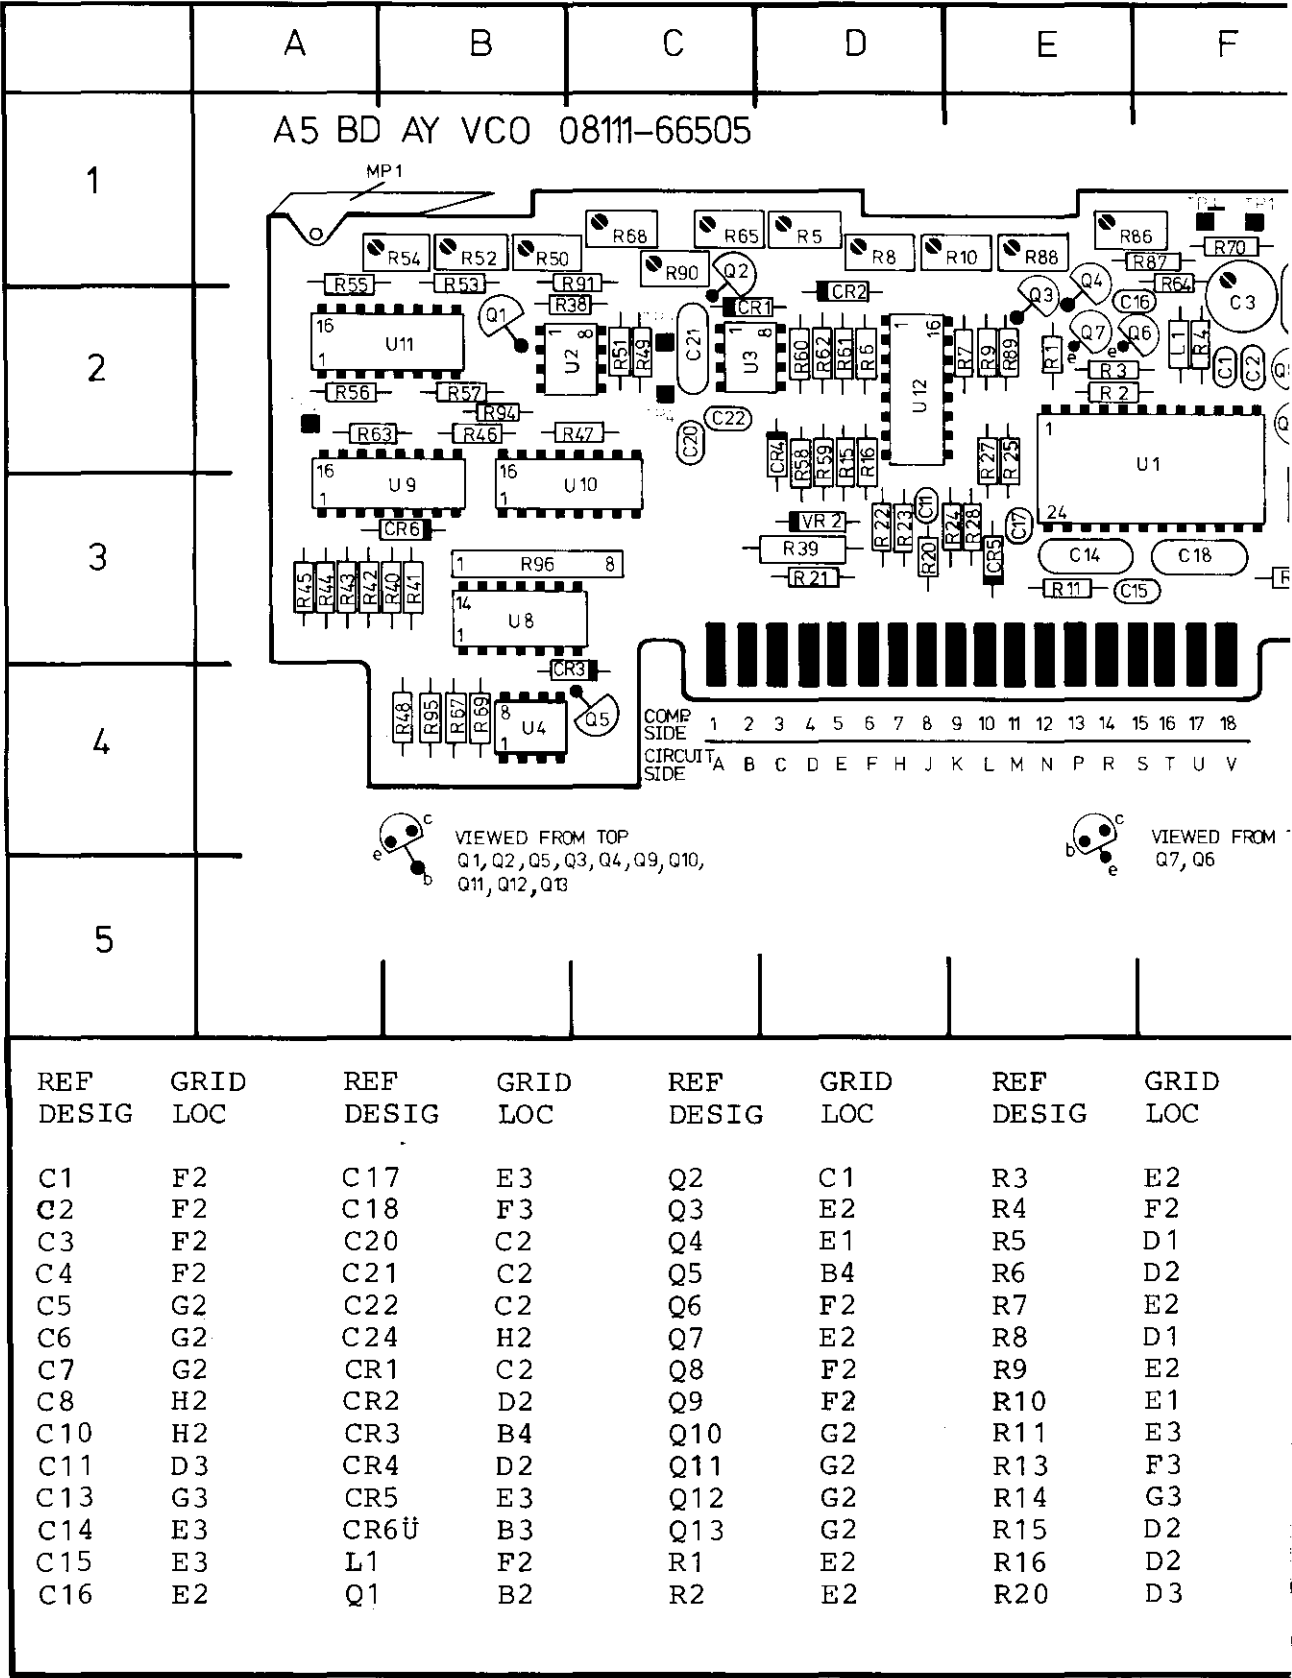 A B C D E F
A5 BD AY VCO 08111-66505
1
MP1
TP1
R68 R65 R5 R86
R54 R52 R50 R8 R10 R88 R70
R90 Q2 R87
R55 R53 R91 CR2 Q3 Q4 R64
Q1 R38 CR1 C16 C3
16 U11 1
U2 8
R51 R49 C21
1 8 U3
R60 R62 R61 R6
1 16 U12
R7 R9 R89 R1
Q7 Q6 e e
L1 R4 C1 C2
2
R3
R2
R56 R57
R94 C22
R63 R46 R47 C20
CR4 R58 R59 R15 R16
R27 R25
1 U1 24
16 U9 1
16 U10 1
CR6
VR2
R22 R23 C11 R24 R28 C17
3
R39 R20 CR5 C14 C18
R45 R44 R43 R42 R40 R41
1 R96 8
R21 R11 C15
14 U8 1
CR3
R48 R95 R67 R69
8 U4 1
Q5
4
COMP SIDE 1 2 3 4 5 6 7 8 9 10 11 12 13 14 15 16 17 18
CIRCUIT SIDE A B C D E F H J K L M N P R S T U V
c e b
VIEWED FROM TOP
Q1, Q2, Q5, Q3, Q4, Q9, Q10,
Q11, Q12, Q13
c b e
VIEWED FROM
Q7, Q6
5
REF GRID REF GRID REF GRID REF GRID
DESIG LOC DESIG LOC DESIG LOC DESIG LOC
C1 F2 C17 E3 Q2 C1 R3 E2
C2 F2 C18 F3 Q3 E2 R4 F2
C3 F2 C20 C2 Q4 E1 R5 D1
C4 F2 C21 C2 Q5 B4 R6 D2
C5 G2 C22 C2 Q6 F2 R7 E2
C6 G2 C24 H2 Q7 E2 R8 D1
C7 G2 CR1 C2 Q8 F2 R9 E2
C8 H2 CR2 D2 Q9 F2 R10 E1
C10 H2 CR3 B4 Q10 G2 R11 E3
C11 D3 CR4 D2 Q11 G2 R13 F3
C13 G3 CR5 E3 Q12 G2 R14 G3
C14 E3 CR6Ü B3 Q13 G2 R15 D2
C15 E3 L1 F2 R1 E2 R16 D2
C16 E2 Q1 B2 R2 E2 R20 D3